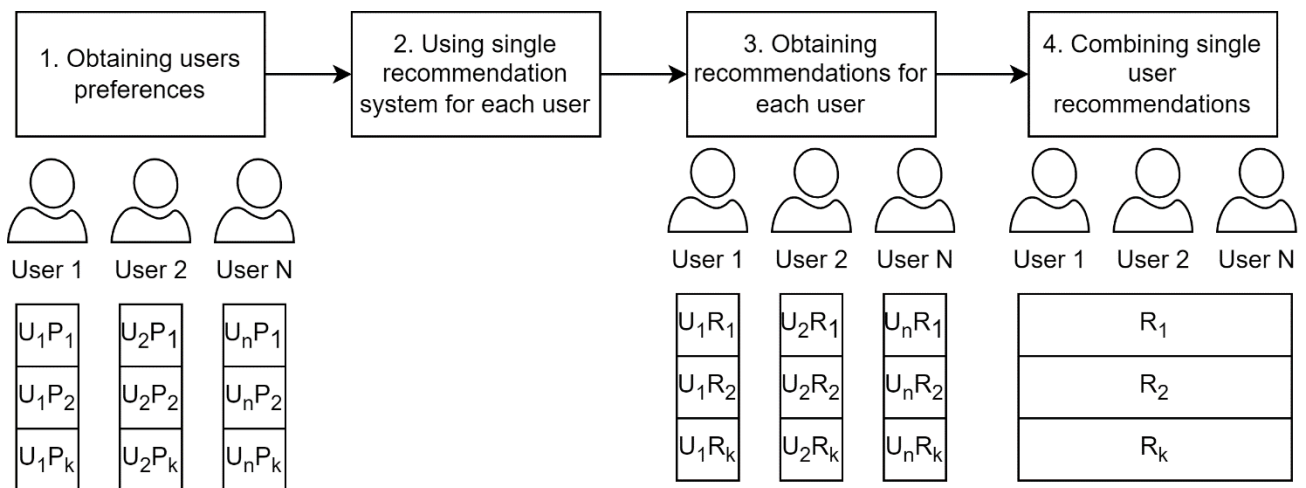 1. Obtaining users
preferences
2. Using single
recommendation
system for each user
3. Obtaining
recommendations for
each user
4. Combining single
user
recommendations
User 1 User 2 User N
User 1 User 2 User N
User 1 User 2 User N
U₁P₁ U₂P₁ UₙP₁
U₁P₂ U₂P₂ UₙP₂
U₁Pₖ U₂Pₖ UₙPₖ
U₁R₁ U₂R₁ UₙR₁
U₁R₂ U₂R₂ UₙR₂
U₁Rₖ U₂Rₖ UₙRₖ
R₁
R₂
Rₖ